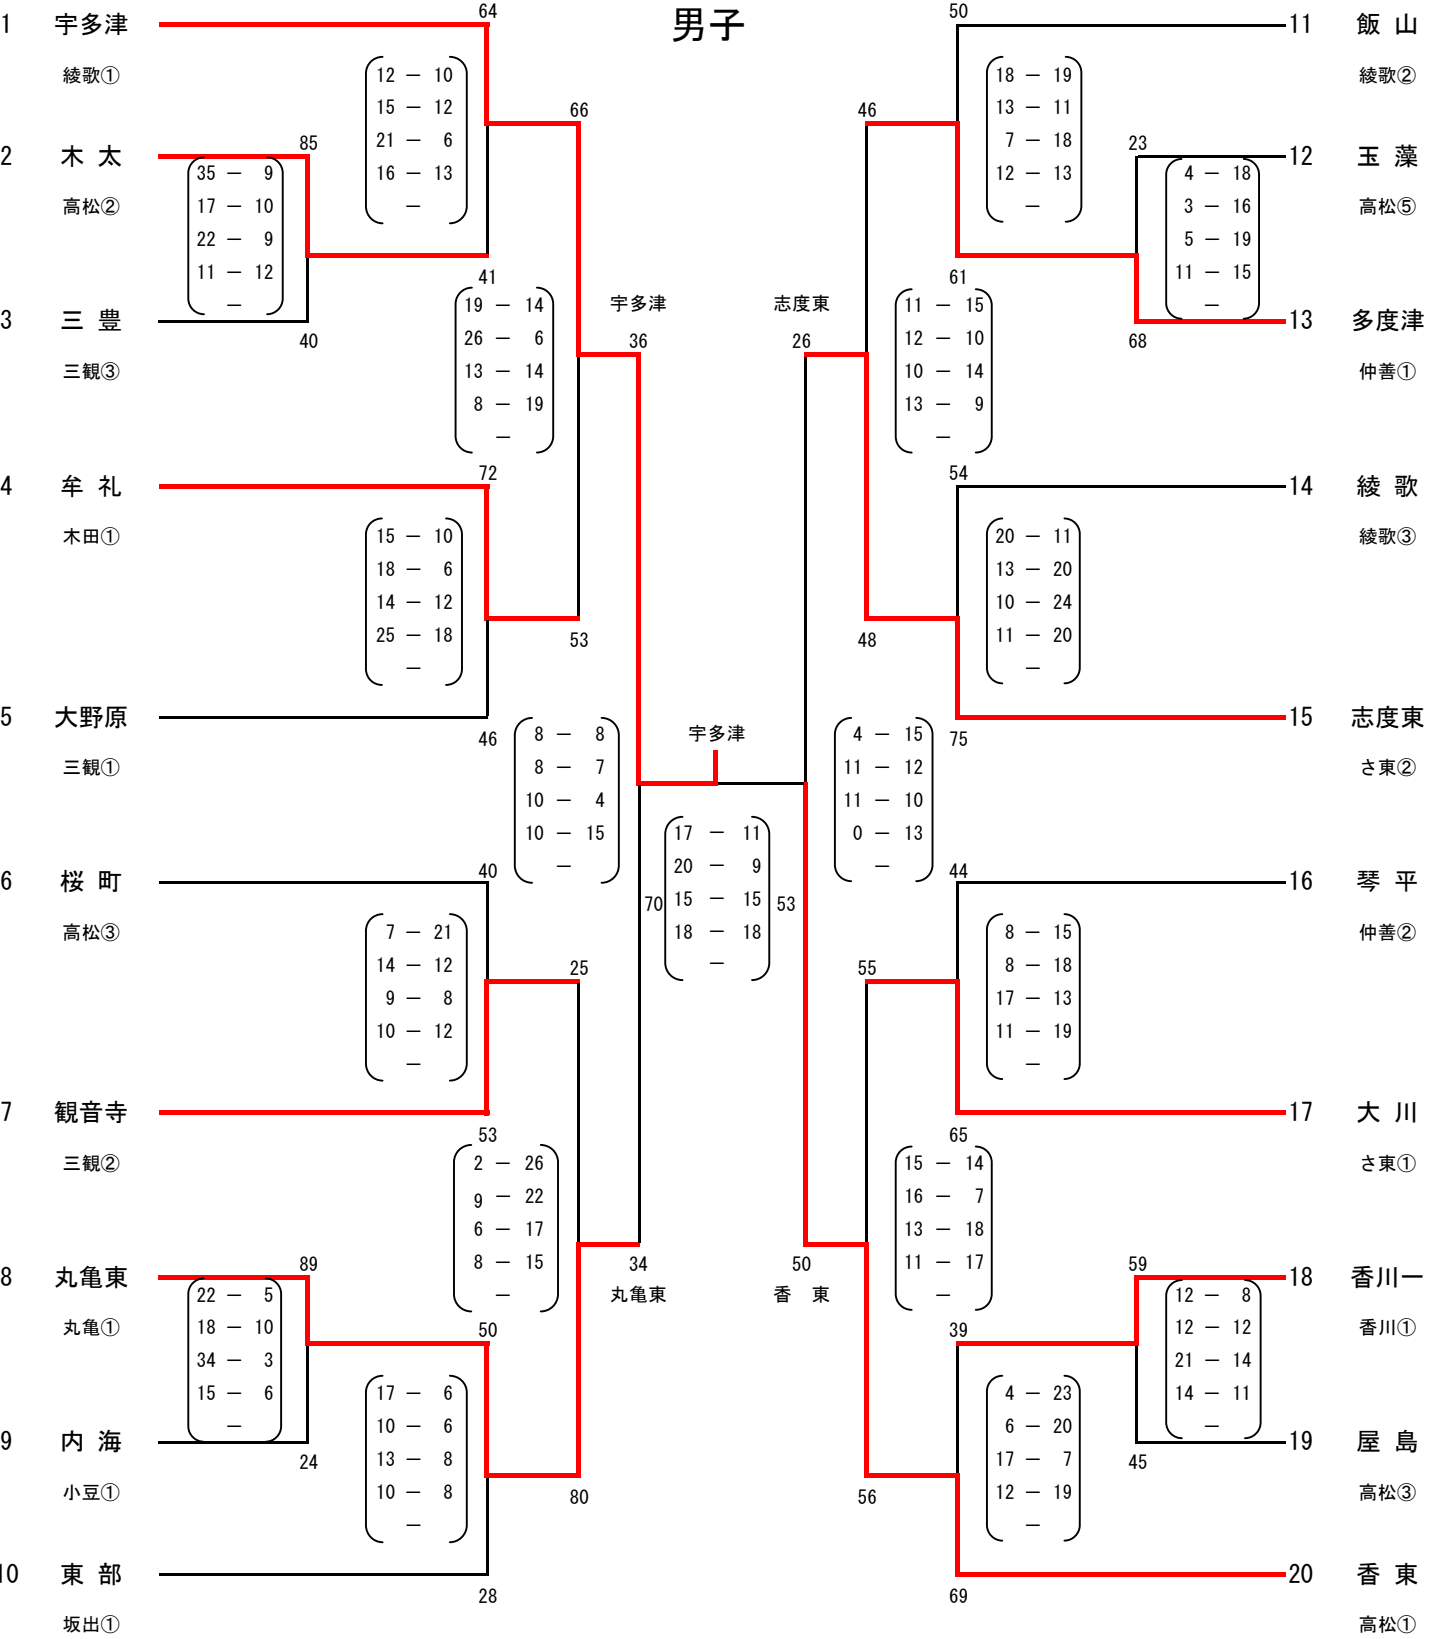 男子
1 宇多津
綾歌①
2 木 太
高松②
3 三 豊
三観③
4 牟 礼
木田①
5 大野原
三観①
6 桜 町
高松③
7 観音寺
三観②
8 丸亀東
丸亀①
9 内 海
小豆①
10 東 部
坂出①
85
35 － 9
17 － 10
22 － 9
11 － 12
－
40
89
22 － 5
18 － 10
34 － 3
15 － 6
－
24
64
12 － 10
15 － 12
21 － 6
16 － 13
－
41
72
15 － 10
18 － 6
14 － 12
25 － 18
－
46
40
7 － 21
14 － 12
9 － 8
10 － 12
－
53
50
17 － 6
10 － 6
13 － 8
10 － 8
－
28
66
19 － 14
26 － 6
13 － 14
8 － 19
－
53
25
2 － 26
9 － 22
6 － 17
8 － 15
－
80
宇多津
36
8 － 8
8 － 7
10 － 4
10 － 15
－
34
丸亀東
宇多津
70
17 － 11
20 － 9
15 － 15
18 － 18
－
53
志度東
26
4 － 15
11 － 12
11 － 10
0 － 13
－
50
香 東
46
11 － 15
12 － 10
10 － 14
13 － 9
－
48
55
15 － 14
16 － 7
13 － 18
11 － 17
－
56
50
18 － 19
13 － 11
7 － 18
12 － 13
－
61
54
20 － 11
13 － 20
10 － 24
11 － 20
－
75
44
8 － 15
8 － 18
17 － 13
11 － 19
－
65
39
4 － 23
6 － 20
17 － 7
12 － 19
－
69
23
4 － 18
3 － 16
5 － 19
11 － 15
－
68
59
12 － 8
12 － 12
21 － 14
14 － 11
－
45
11 飯 山
綾歌②
12 玉 藻
高松⑤
13 多度津
仲善①
14 綾 歌
綾歌③
15 志度東
さ東②
16 琴 平
仲善②
17 大 川
さ東①
18 香川一
香川①
19 屋 島
高松③
20 香 東
高松①